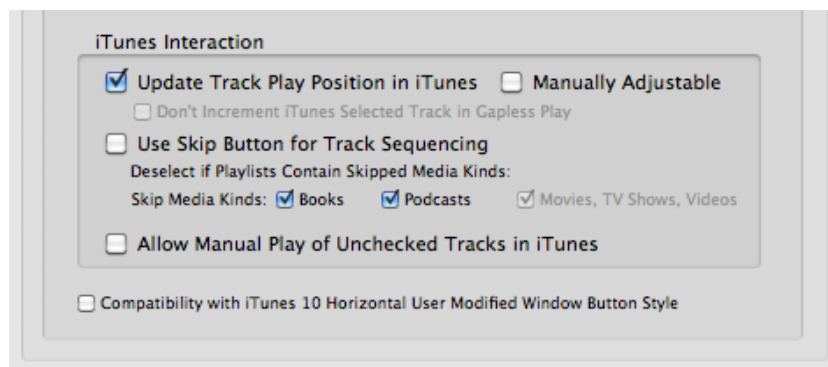 iTunes Interaction
Update Track Play Position in iTunes Manually Adjustable
Don't Increment iTunes Selected Track in Gapless Play
Use Skip Button for Track Sequencing
Deselect if Playlists Contain Skipped Media Kinds:
Skip Media Kinds: Books Podcasts Movies, TV Shows, Videos
Allow Manual Play of Unchecked Tracks in iTunes
Compatibility with iTunes 10 Horizontal User Modified Window Button Style